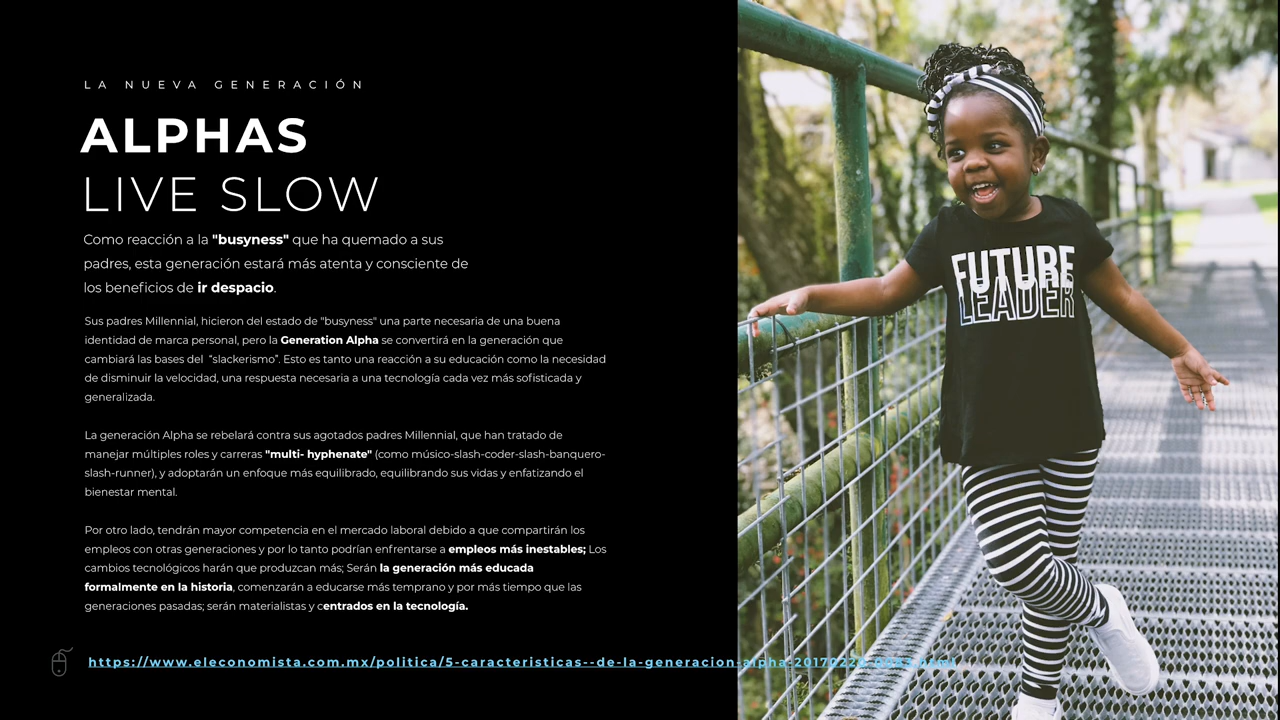 LA NUEVA GENERACIÓN
ALPHAS
LIVE SLOW
Como reacción a la "busyness" que ha quemado a sus
padres, esta generación estará más atenta y consciente de
los beneficios de ir despacio.
Sus padres Millennial, hicieron del estado de "busyness" una parte necesaria de una buena
identidad de marca personal, pero la Generation Alpha se convertirá en la generación que
cambiará las bases del "slackerismo". Esto es tanto una reacción a su educación como la necesidad
de disminuir la velocidad, una respuesta necesaria a una tecnología cada vez más sofisticada y
generalizada.
La generación Alpha se rebelará contra sus agotados padres Millennial, que han tratado de
manejar múltiples roles y carreras "multi- hyphenate" (como músico-slash-coder-slash-banquero-
slash-runner), y adoptarán un enfoque más equilibrado, equilibrando sus vidas y enfatizando el
bienestar mental.
Por otro lado, tendrán mayor competencia en el mercado laboral debido a que compartirán los
empleos con otras generaciones y por lo tanto podrían enfrentarse a empleos más inestables; Los
cambios tecnológicos harán que produzcan más; Serán la generación más educada
formalmente en la historia, comenzarán a educarse más temprano y por más tiempo que las
generaciones pasadas; serán materialistas y centrados en la tecnología.
https://www.eleconomista.com.mx/politica/5-caracteristicas--de-la-generacion-alpha-20170222-0083.html
FUTURE
LEADER